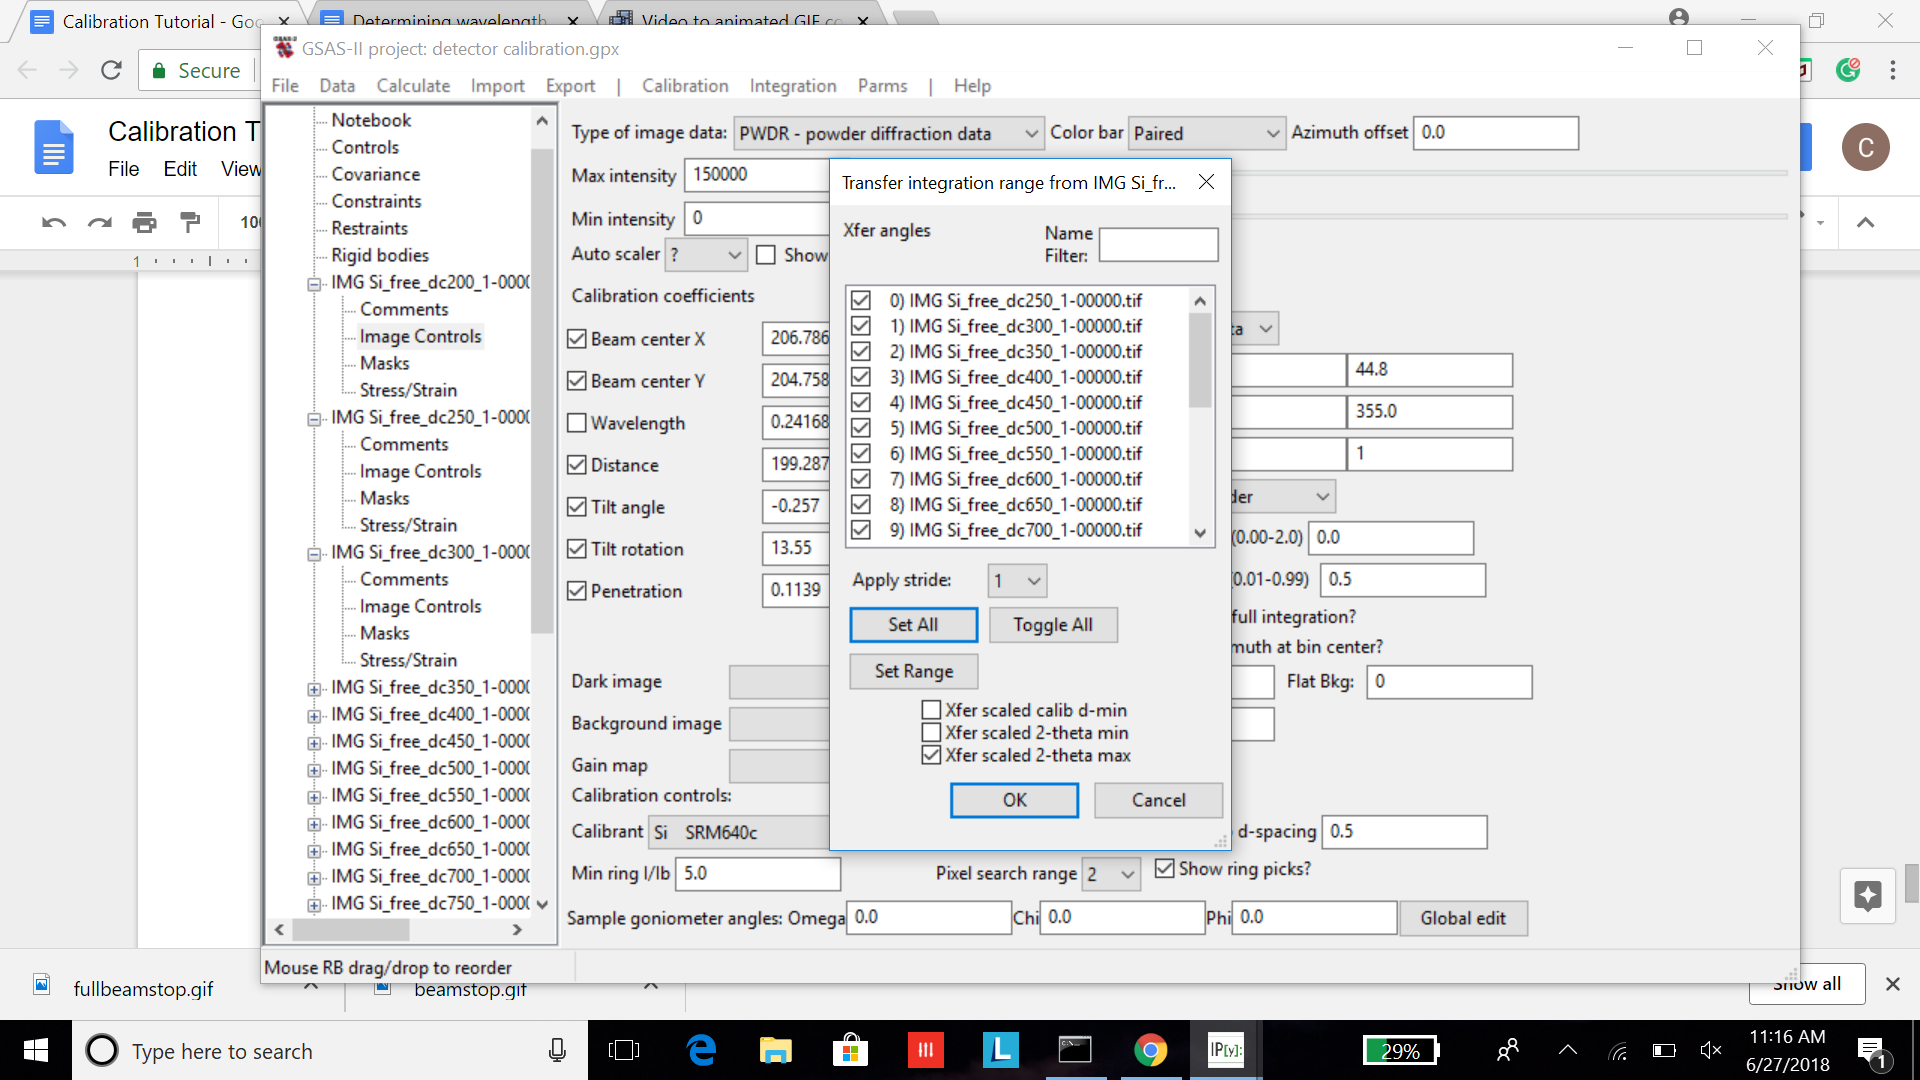 Calibration Tutorial - Goo
Determining wavelength
Video to animated GIF co
GSAS-II project: detector calibration.gpx
Secure
File Data Calculate Import Export | Calibration Integration Parms | Help
Calibration T
File Edit View
C
10
1
Notebook
Controls
Covariance
Constraints
Restraints
Rigid bodies
IMG Si_free_dc200_1-000
Comments
Image Controls
Masks
Stress/Strain
IMG Si_free_dc250_1-000
Comments
Image Controls
Masks
Stress/Strain
IMG Si_free_dc300_1-000
Comments
Image Controls
Masks
Stress/Strain
IMG Si_free_dc350_1-000
IMG Si_free_dc400_1-000
IMG Si_free_dc450_1-000
IMG Si_free_dc500_1-000
IMG Si_free_dc550_1-000
IMG Si_free_dc600_1-000
IMG Si_free_dc650_1-000
IMG Si_free_dc700_1-000
IMG Si_free_dc750_1-000
Mouse RB drag/drop to reorder
Type of image data: PWDR - powder diffraction data Color bar Paired Azimuth offset 0.0
Max intensity 150000
Min intensity 0
Auto scaler ? Show
Calibration coefficients
Beam center X 206.786
Beam center Y 204.758
Wavelength 0.24168
Distance 199.287
Tilt angle -0.257
Tilt rotation 13.55
Penetration 0.1139
Dark image
Background image
Gain map
Calibration controls:
Calibrant Si SRM640c
Min ring I/Ib 5.0
Pixel search range 2 Show ring picks?
Sample goniometer angles: Omega 0.0 Chi 0.0 Phi 0.0 Global edit
Transfer integration range from IMG Si_fr...
Xfer angles
Name
Filter:
0) IMG Si_free_dc250_1-00000.tif
1) IMG Si_free_dc300_1-00000.tif
2) IMG Si_free_dc350_1-00000.tif
3) IMG Si_free_dc400_1-00000.tif
4) IMG Si_free_dc450_1-00000.tif
5) IMG Si_free_dc500_1-00000.tif
6) IMG Si_free_dc550_1-00000.tif
7) IMG Si_free_dc600_1-00000.tif
8) IMG Si_free_dc650_1-00000.tif
9) IMG Si_free_dc700_1-00000.tif
Apply stride: 1
Set All Toggle All
Set Range
Xfer scaled calib d-min
Xfer scaled 2-theta min
Xfer scaled 2-theta max
OK Cancel
ta
44.8
355.0
1
der
(0.00-2.0) 0.0
0.01-0.99) 0.5
full integration?
muth at bin center?
Flat Bkg: 0
d-spacing 0.5
fullbeamstop.gif
beamstop.gif
Show all
Type here to search
IP[y]:
29%
11:16 AM
6/27/2018
1